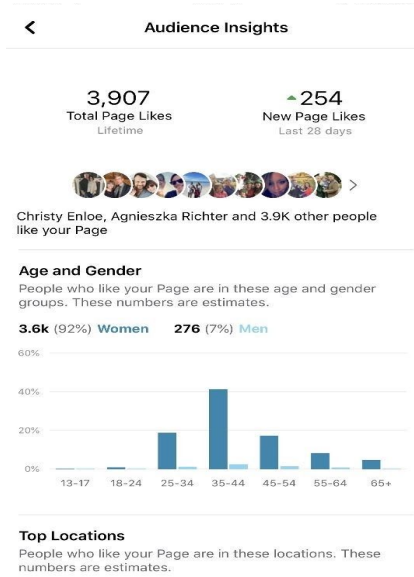 Audience Insights
3,907
Total Page Likes
Lifetime
254
New Page Likes
Last 28 days
Christy Enloe, Agnieszka Richter and 3.9K other people
like your Page
Age and Gender
People who like your Page are in these age and gender
groups. These numbers are estimates.
3.6k (92%) Women 276 (7%) Men
60%
40%
20%
0%
13-17 18-24 25-34 35-44 45-54 55-64 65+
Top Locations
People who like your Page are in these locations. These
numbers are estimates.